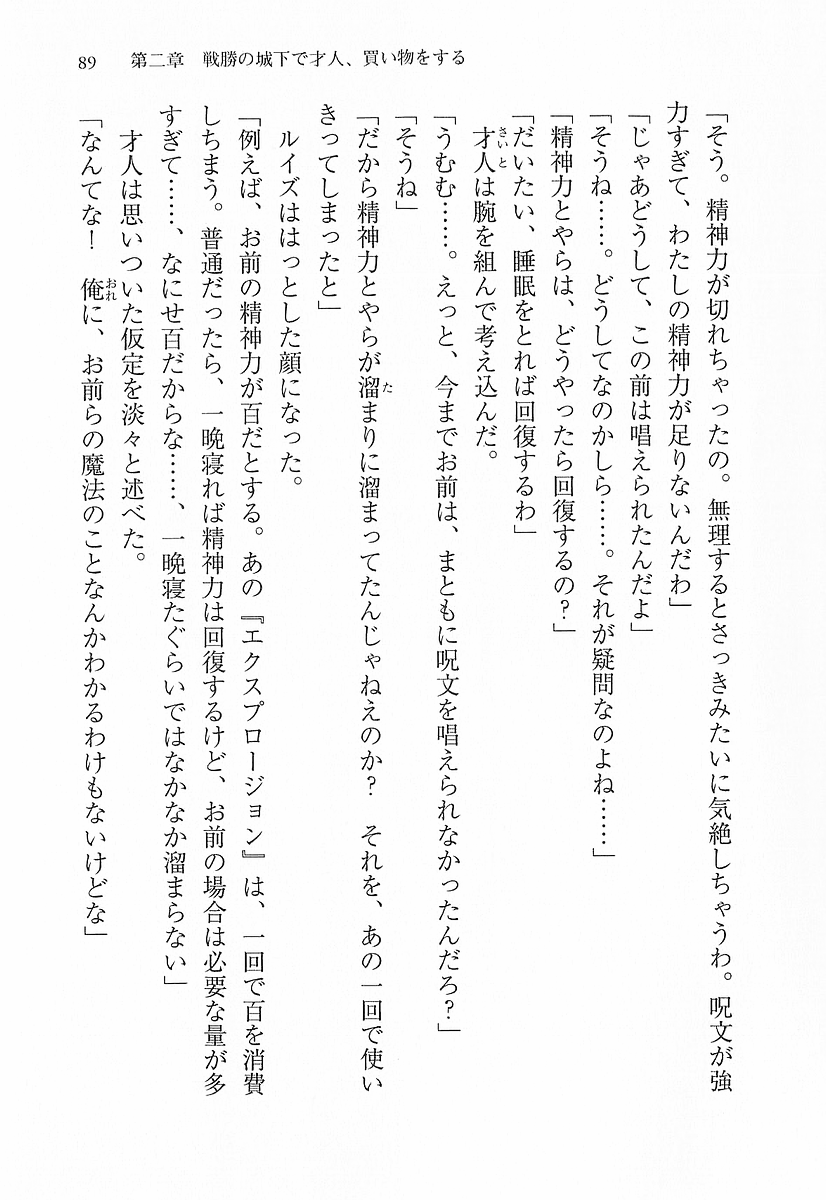 89　第二章　戦勝の城下で才人、買い物をする
「そう。精神力が切れちゃったの。無理するとさっきみたいに気絶しちゃうわ。呪文が強
力すぎて、わたしの精神力が足りないんだわ」
「じゃあどうして、この前は唱えられたんだよ」
「そうね……。どうしてなのかしら……。それが疑問なのよね……」
「精神力とやらは、どうやったら回復するの？」
「だいたい、睡眠をとれば回復するわ」
才人は腕を組んで考え込んだ。
「うむむ……。えっと、今までお前は、まともに呪文を唱えられなかったんだろ？」
「そうね」
「だから精神力とやらが溜まりに溜まってたんじゃねえのか？　それを、あの一回で使い
きってしまったと」
ルイズははっとした顔になった。
「例えば、お前の精神力が百だとする。あの『エクスプロージョン』は、一回で百を消費
しちまう。普通だったら、一晩寝れば精神力は回復するけど、お前の場合は必要な量が多
すぎて……、なにせ百だからな……、一晩寝たぐらいではなかなか溜まらない」
才人は思いついた仮定を淡々と述べた。
「なんてな！　俺に、お前らの魔法のことなんかわかるわけもないけどな」